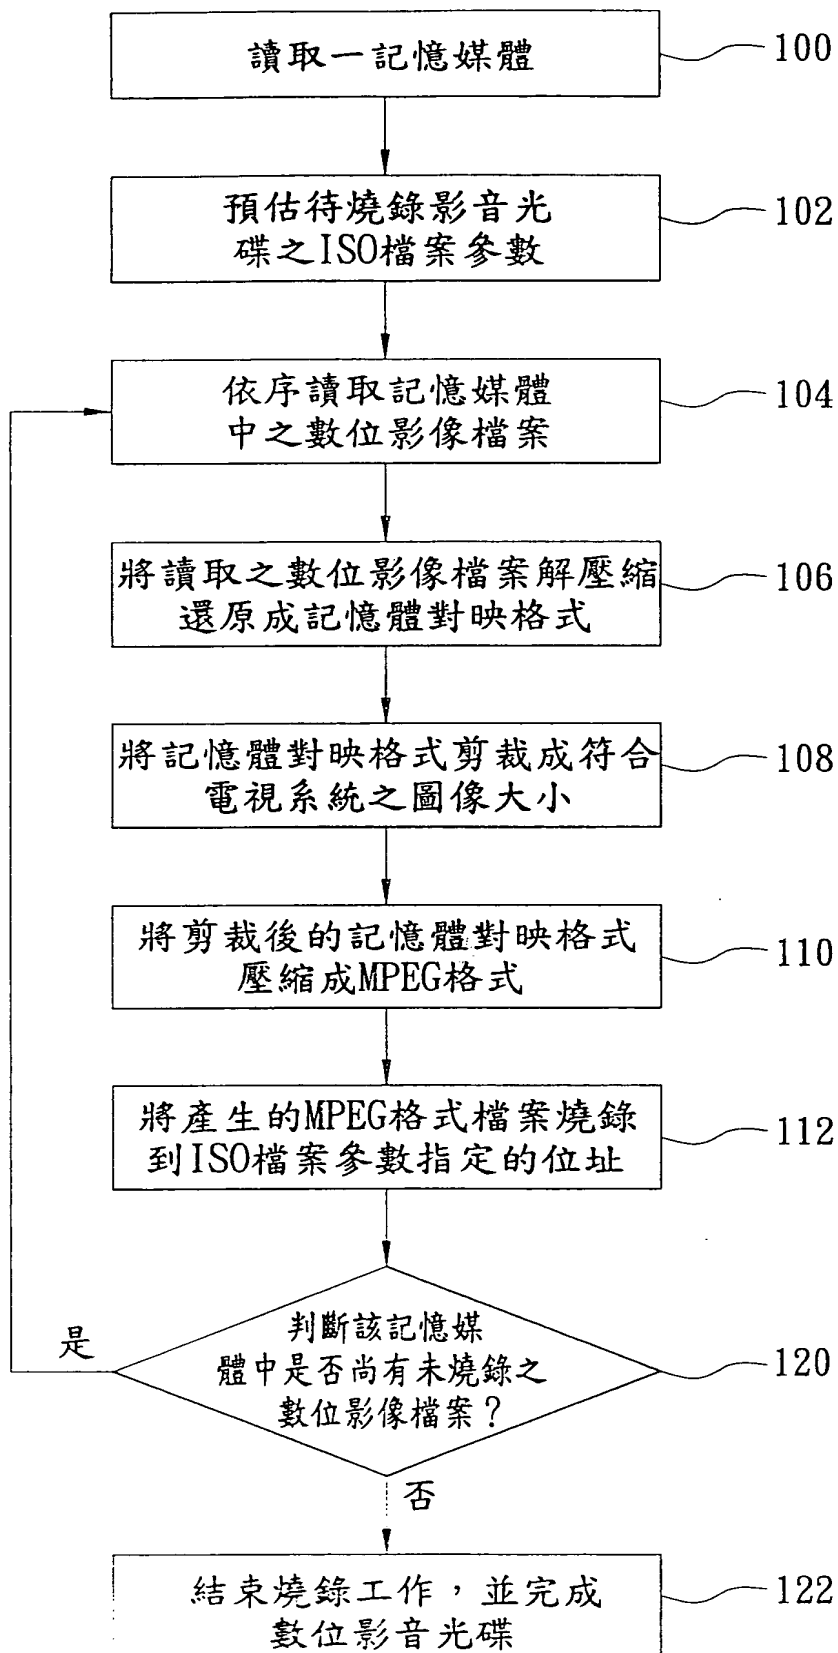 讀取一記憶媒體
100
預估待燒錄影音光
碟之ISO檔案參數
102
依序讀取記憶媒體
中之數位影像檔案
104
將讀取之數位影像檔案解壓縮
還原成記憶體對映格式
106
將記憶體對映格式剪裁成符合
電視系統之圖像大小
108
將剪裁後的記憶體對映格式
壓縮成MPEG格式
110
將產生的MPEG格式檔案燒錄
到ISO檔案參數指定的位址
112
是
判斷該記憶媒
體中是否尚有未燒錄之
數位影像檔案？
120
否
結束燒錄工作，並完成
數位影音光碟
122